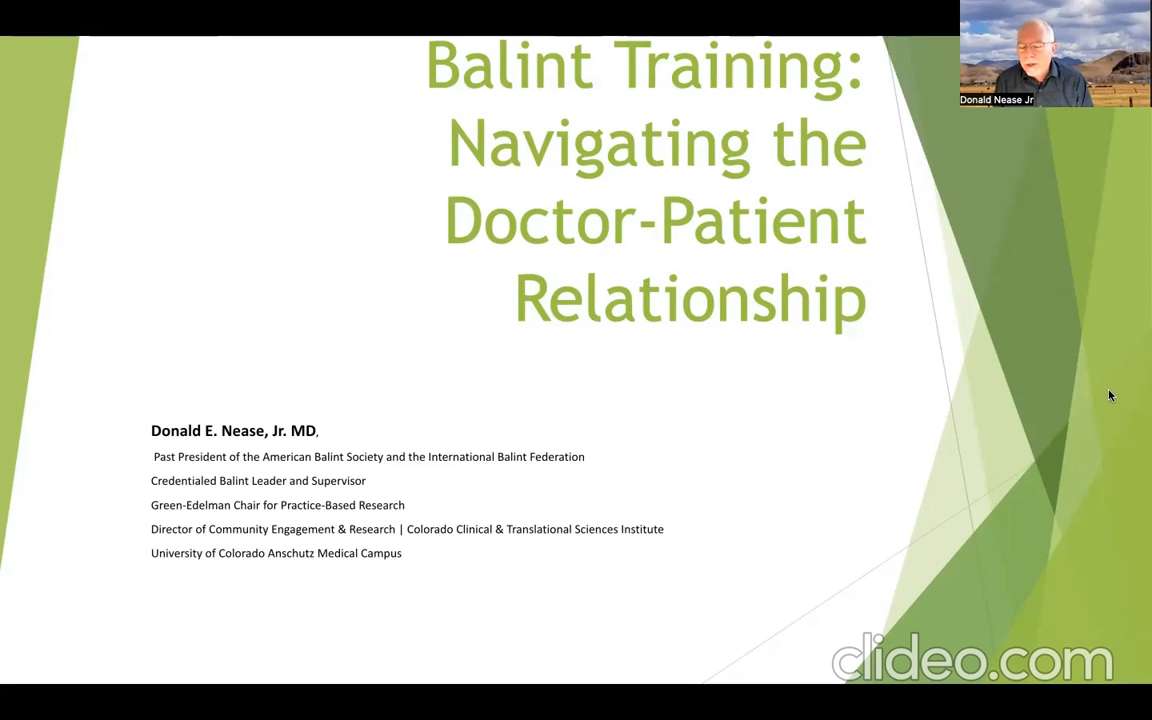 Balint Training:
Navigating the
Doctor-Patient
Relationship
Donald Nease Jr
Donald E. Nease, Jr. MD,
Past President of the American Balint Society and the International Balint Federation
Credentialed Balint Leader and Supervisor
Green-Edelman Chair for Practice-Based Research
Director of Community Engagement & Research | Colorado Clinical & Translational Sciences Institute
University of Colorado Anschutz Medical Campus
clideo.com